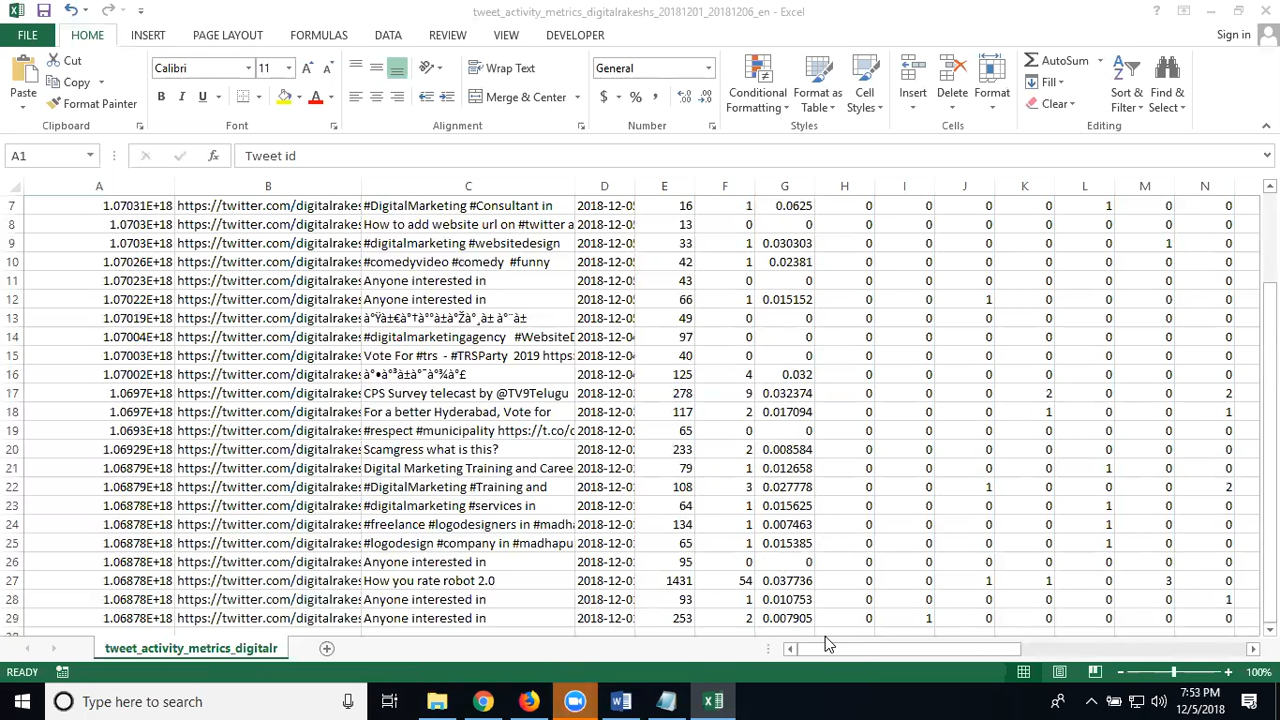 tweet_activity_metrics_digitalrakeshs_20181201_20181206_en - Excel
FILE HOME INSERT PAGE LAYOUT FORMULAS DATA REVIEW VIEW DEVELOPER Sign in
Paste Cut Copy Format Painter Clipboard
Calibri 11 B I U A Font
Wrap Text Merge & Center Alignment
General $ % , Number
Conditional Formatting Format as Table Cell Styles Styles
Insert Delete Format Cells
AutoSum Fill Clear Sort & Filter Find & Select Editing
A1 fx Tweet id
A B C D E F G H I J K L M N
7 1.07031E+18 https://twitter.com/digitalrakes #DigitalMarketing #Consultant in 2018-12-05 16 1 0.0625 0 0 0 0 1 0 0
8 1.0703E+18 https://twitter.com/digitalrakes How to add website url on #twitter a 2018-12-05 13 0 0 0 0 0 0 0 0 0
9 1.07028E+18 https://twitter.com/digitalrakes #digitalmarketing #websitedesign 2018-12-05 33 1 0.030303 0 0 0 0 0 1 0
10 1.07026E+18 https://twitter.com/digitalrakes #comedyvideo #comedy #funny 2018-12-05 42 1 0.02381 0 0 0 0 0 0 0
11 1.07023E+18 https://twitter.com/digitalrakes Anyone interested in 2018-12-05 43 0 0 0 0 0 0 0 0 0
12 1.07022E+18 https://twitter.com/digitalrakes Anyone interested in 2018-12-05 66 1 0.015152 0 0 1 0 0 0 0
13 1.07019E+18 https://twitter.com/digitalrakes 2018-12-05 49 0 0 0 0 0 0 0 0 0
14 1.07004E+18 https://twitter.com/digitalrakes #digitalmarketingagency #WebsiteD 2018-12-04 97 0 0 0 0 0 0 0 0 0
15 1.07003E+18 https://twitter.com/digitalrakes Vote For #trs - #TRSParty 2019 https: 2018-12-04 40 0 0 0 0 0 0 0 0 0
16 1.07002E+18 https://twitter.com/digitalrakes 2018-12-04 125 4 0.032 0 0 0 0 0 0 0
17 1.0697E+18 https://twitter.com/digitalrakes CPS Survey telecast by @TV9Telugu 2018-12-03 278 9 0.032374 0 0 0 2 0 0 2
18 1.0697E+18 https://twitter.com/digitalrakes For a better Hyderabad, Vote for 2018-12-03 117 2 0.017094 0 0 0 1 0 0 1
19 1.0693E+18 https://twitter.com/digitalrakes #respect #municipality https://t.co/c 2018-12-02 65 0 0 0 0 0 0 0 0 0
20 1.06929E+18 https://twitter.com/digitalrakes Scamgress what is this? 2018-12-02 233 2 0.008584 0 0 0 0 0 0 0
21 1.06879E+18 https://twitter.com/digitalrakes Digital Marketing Training and Caree 2018-12-01 79 1 0.012658 0 0 0 0 1 0 0
22 1.06879E+18 https://twitter.com/digitalrakes #DigitalMarketing #Training and 2018-12-01 108 3 0.027778 0 0 1 0 0 0 2
23 1.06878E+18 https://twitter.com/digitalrakes #digitalmarketing #services in 2018-12-01 64 1 0.015625 0 0 0 0 1 0 0
24 1.06878E+18 https://twitter.com/digitalrakes #freelance #logodesigners in #madha 2018-12-01 134 1 0.007463 0 0 0 0 1 0 0
25 1.06878E+18 https://twitter.com/digitalrakes #logodesign #company in #madhapu 2018-12-01 65 1 0.015385 0 0 0 0 1 0 0
26 1.06878E+18 https://twitter.com/digitalrakes Anyone interested in 2018-12-01 95 0 0 0 0 0 0 0 0 0
27 1.06878E+18 https://twitter.com/digitalrakes How you rate robot 2.0 2018-12-01 1431 54 0.037736 0 0 1 1 0 3 0
28 1.06878E+18 https://twitter.com/digitalrakes Anyone interested in 2018-12-01 93 1 0.010753 0 0 0 0 0 0 1
29 1.06878E+18 https://twitter.com/digitalrakes Anyone interested in 2018-12-01 253 2 0.007905 0 1 0 0 0 0 0
tweet_activity_metrics_digitalr
READY 100%
Type here to search 7:53 PM
12/5/2018